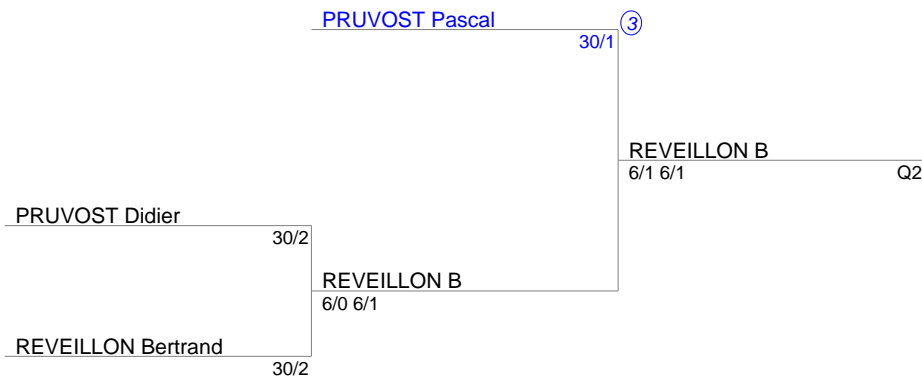 PRUVOST Pascal
3
30/1
REVEILLON B
6/1 6/1
Q2
PRUVOST Didier
30/2
REVEILLON B
6/0 6/1
REVEILLON Bertrand
30/2